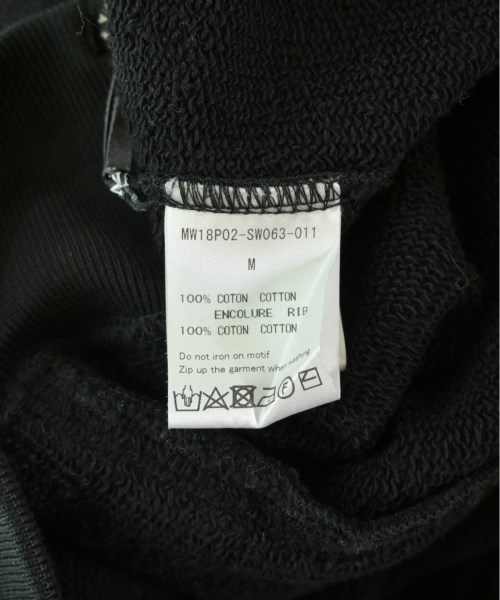 MW18P02-SW063-011
M
100% COTON COTTON
ENCOLURE RIB
100% COTON COTTON
Do not iron on motif
Zip up the garment when washing
F